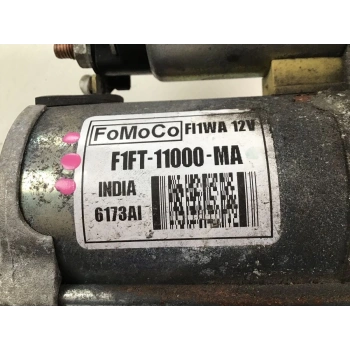 FoMoCo FI1WA 12V
F1FT-11000-MA
INDIA
6173AI